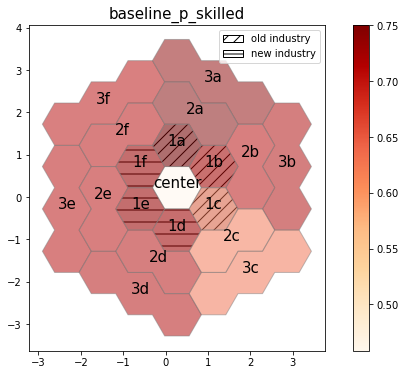 baseline_p_skilled
old industry
new industry
4
3
2
1
0
−1
−2
−3
−3
−2
−1
0
1
2
3
3a
3f
2a
2f
1a
2b
3b
1f
1b
center
2e
3e
1e
1c
1d
2c
2d
3c
3d
0.75
0.70
0.65
0.60
0.55
0.50